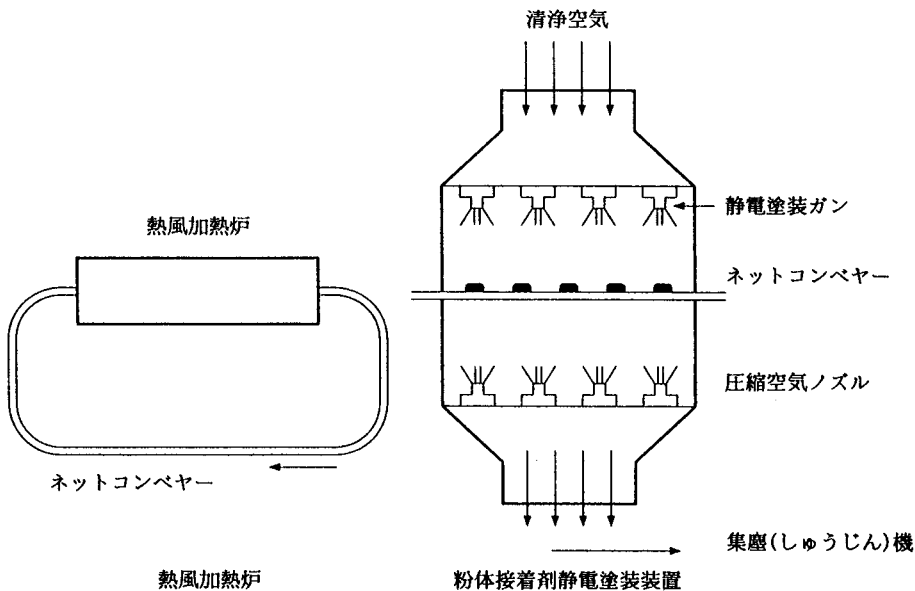 清浄空気
静電塗装ガン
熱風加熱炉
ネットコンベヤー
圧縮空気ノズル
ネットコンベヤー
集塵(しゅうじん)機
熱風加熱炉
粉体接着剤静電塗装装置